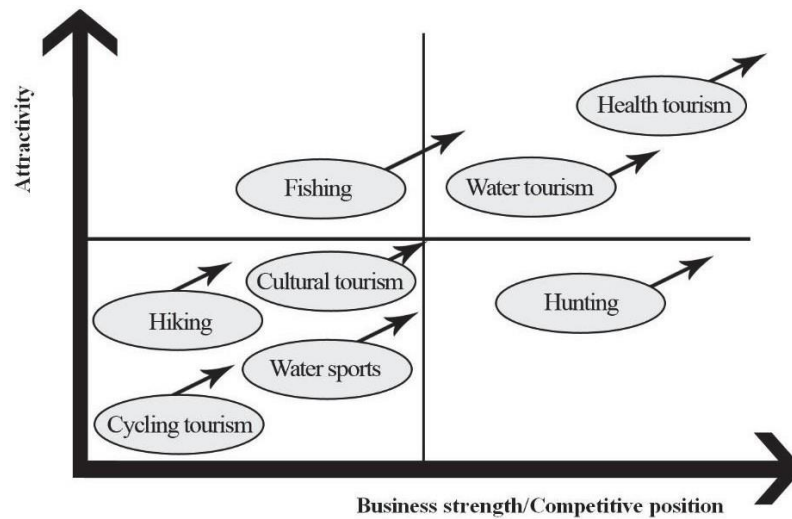 Attractivity
Health tourism
Fishing
Water tourism
Cultural tourism
Hiking
Hunting
Water sports
Cycling tourism
Business strength/Competitive position